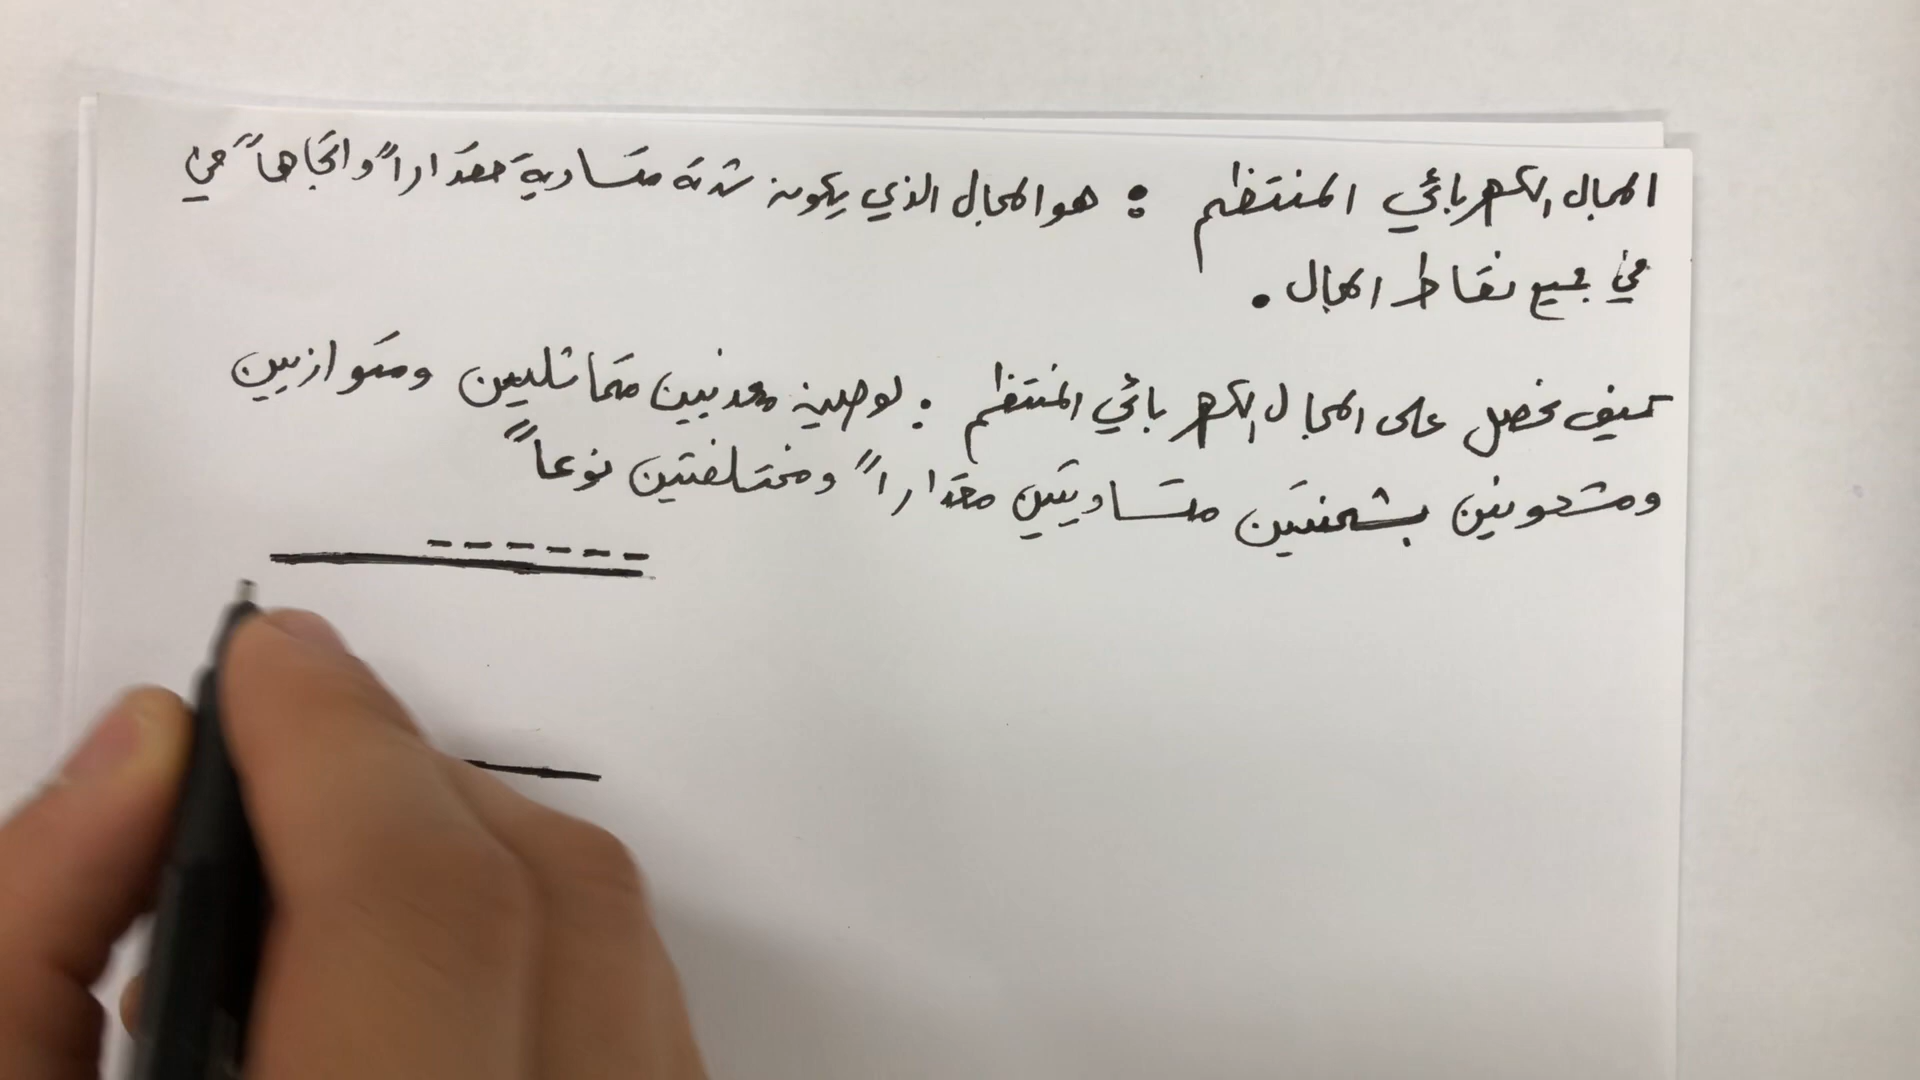 المجال الكهربائي المنتظم : هو المجال الذي يكون شدته متساوية مقداراً واتجاهاً في
في جميع نقاط المجال .
كيف نحصل على المجال الكهربائي المنتظم : لوحين معدنيين متماثليين ومتوازيين
ومشحونين بشحنتين متساويتين مقداراً ومختلفتين نوعاً